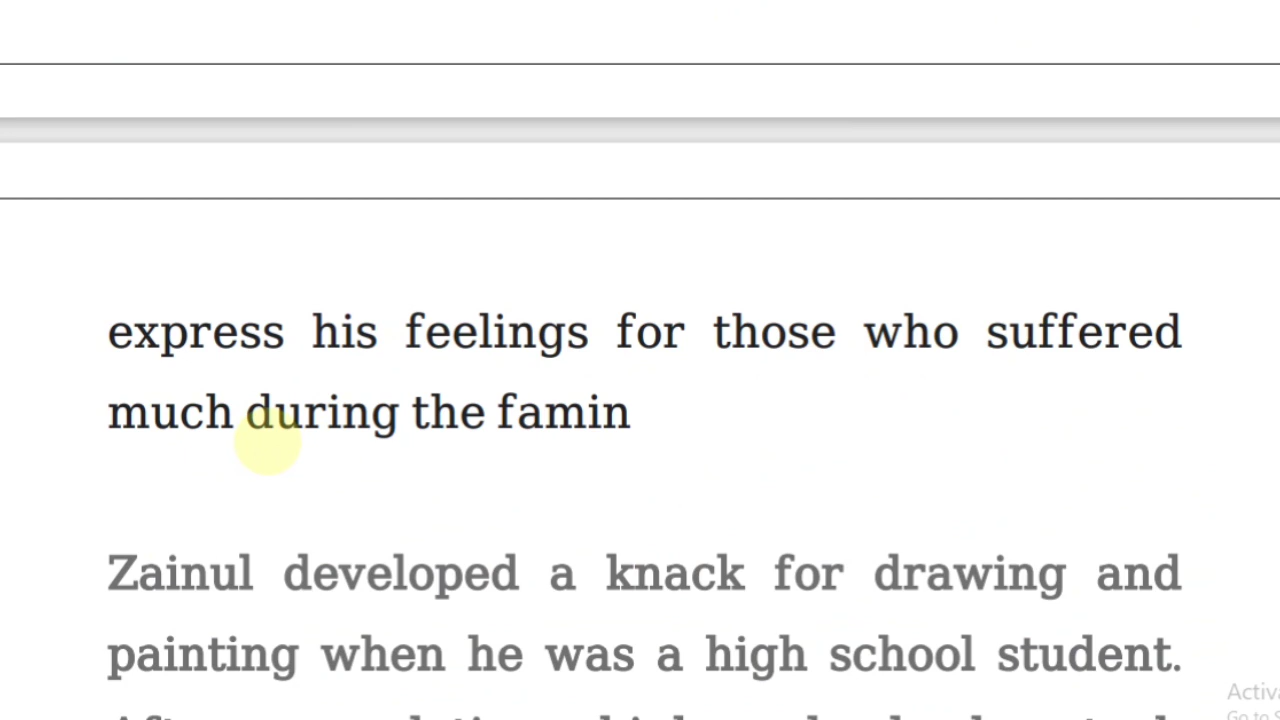 express his feelings for those who suffered
much during the famin
Zainul developed a knack for drawing and
painting when he was a high school student.